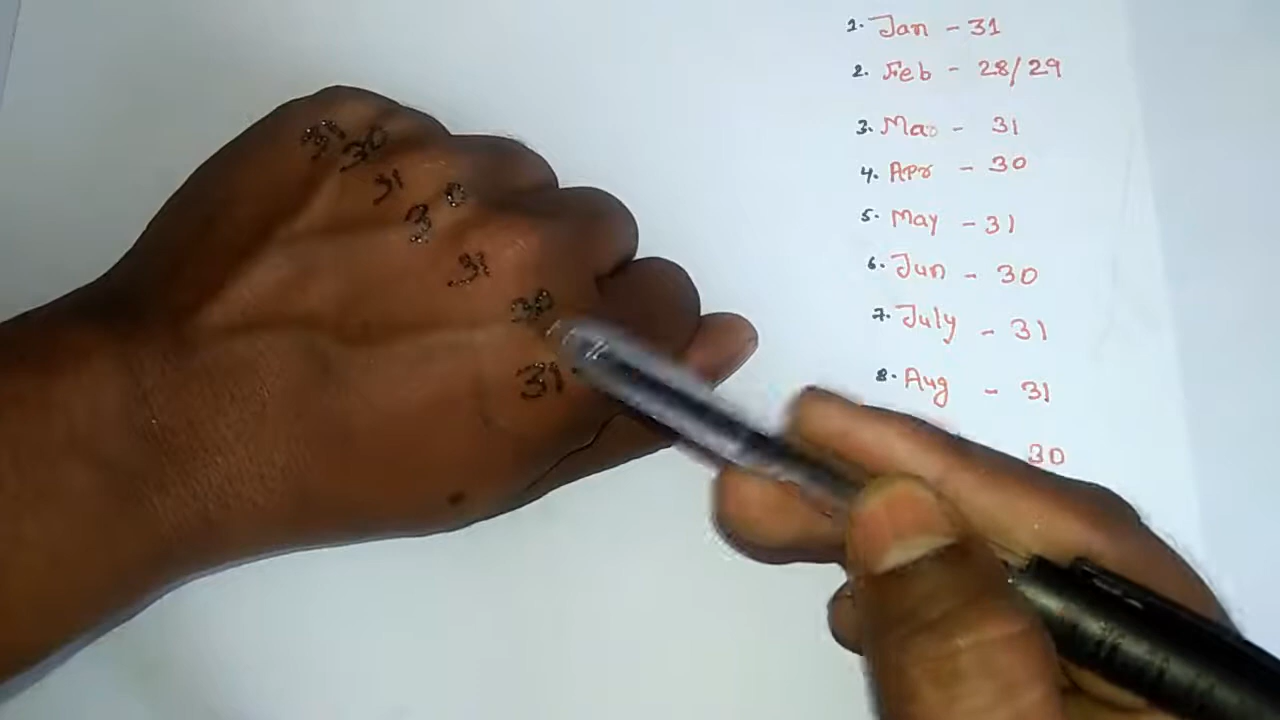 1. Jan - 31
2. Feb - 28/29
3. Mar - 31
4. Apr - 30
5. May - 31
6. Jun - 30
7. July - 31
8. Aug - 31
30
31
30
31
30
31
30
31